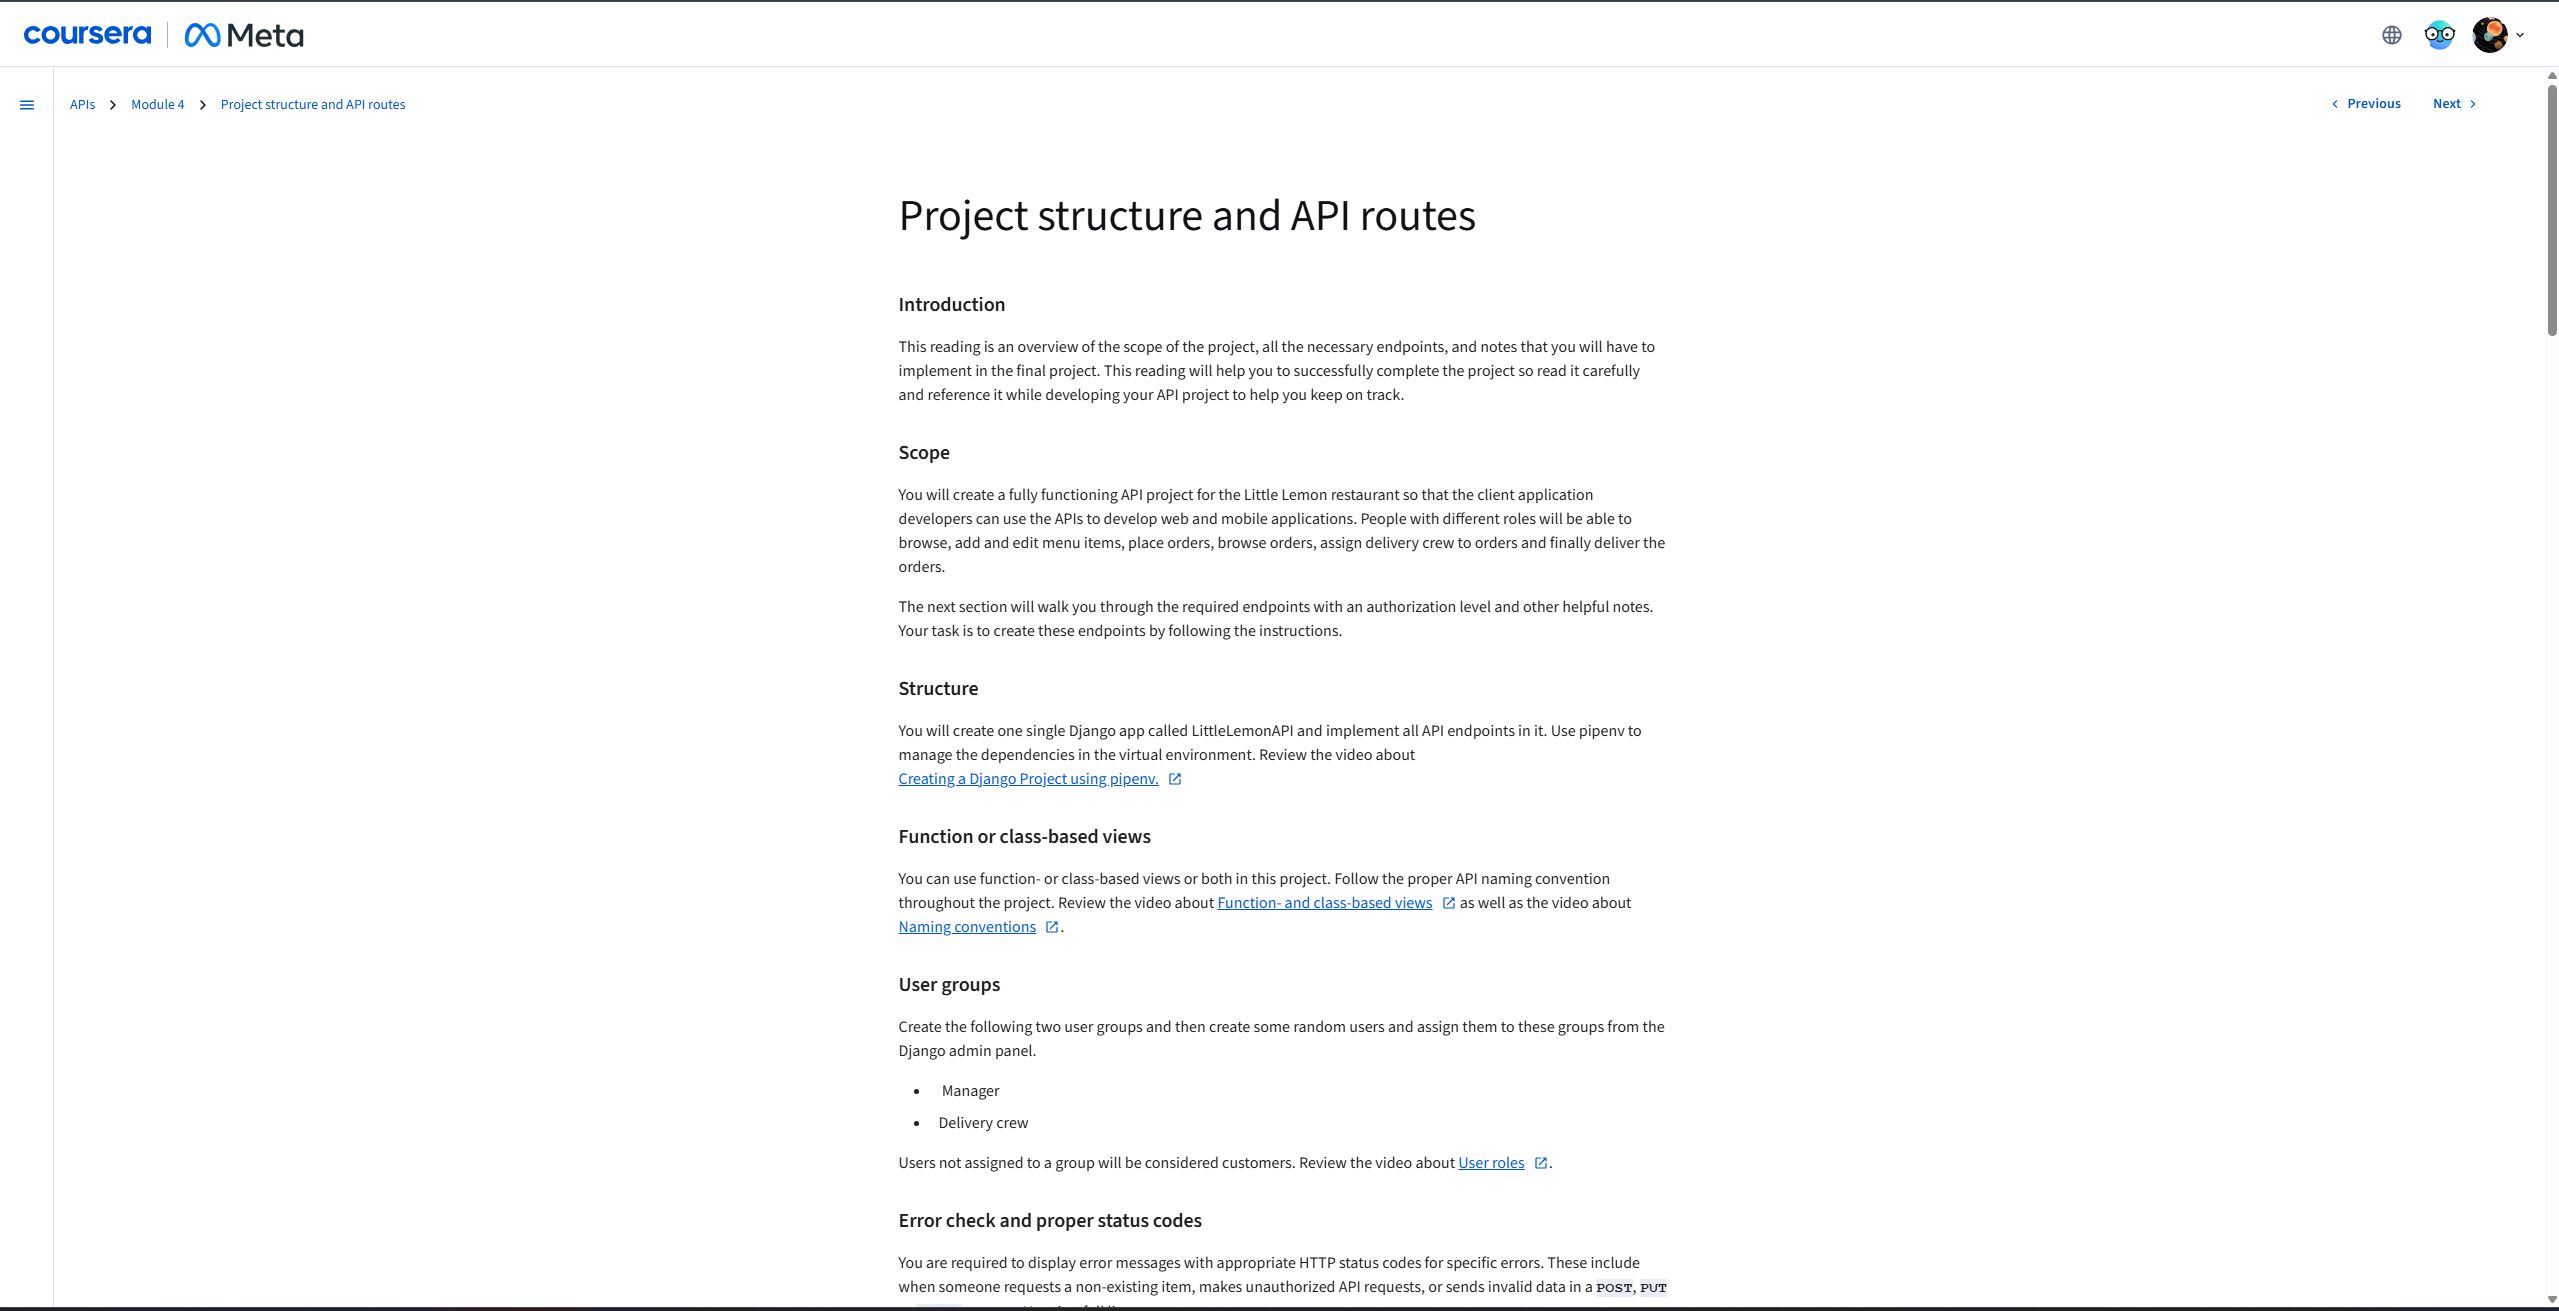 coursera | Meta
APIs > Module 4 > Project structure and API routes
Previous Next
Project structure and API routes
Introduction
This reading is an overview of the scope of the project, all the necessary endpoints, and notes that you will have to
implement in the final project. This reading will help you to successfully complete the project so read it carefully
and reference it while developing your API project to help you keep on track.
Scope
You will create a fully functioning API project for the Little Lemon restaurant so that the client application
developers can use the APIs to develop web and mobile applications. People with different roles will be able to
browse, add and edit menu items, place orders, browse orders, assign delivery crew to orders and finally deliver the
orders.
The next section will walk you through the required endpoints with an authorization level and other helpful notes.
Your task is to create these endpoints by following the instructions.
Structure
You will create one single Django app called LittleLemonAPI and implement all API endpoints in it. Use pipenv to
manage the dependencies in the virtual environment. Review the video about
Creating a Django Project using pipenv.
Function or class-based views
You can use function- or class-based views or both in this project. Follow the proper API naming convention
throughout the project. Review the video about Function- and class-based views as well as the video about
Naming conventions .
User groups
Create the following two user groups and then create some random users and assign them to these groups from the
Django admin panel.
• Manager
• Delivery crew
Users not assigned to a group will be considered customers. Review the video about User roles .
Error check and proper status codes
You are required to display error messages with appropriate HTTP status codes for specific errors. These include
when someone requests a non-existing item, makes unauthorized API requests, or sends invalid data in a POST, PUT